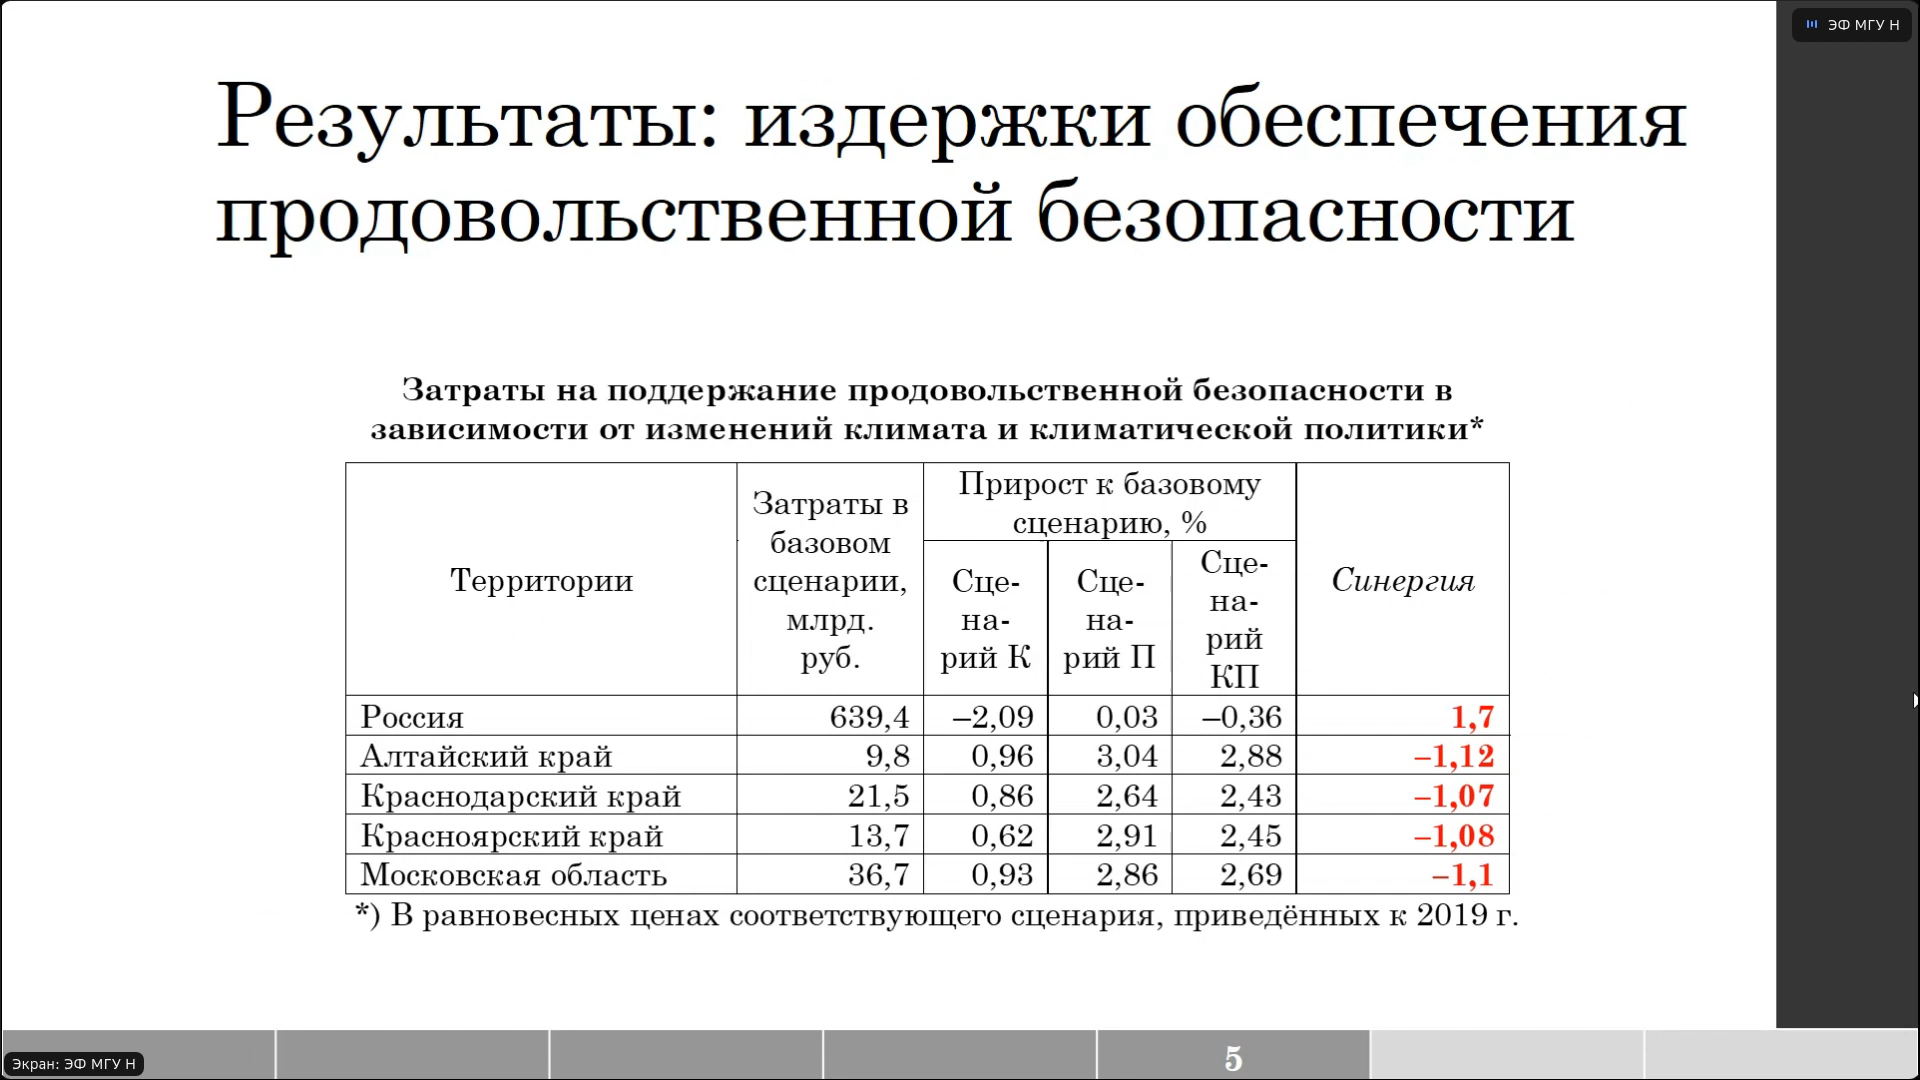 ЭФ МГУ Н
Результаты: издержки обеспечения
продовольственной безопасности
Затраты на поддержание продовольственной безопасности в
зависимости от изменений климата и климатической политики*
Территории
Затраты в
базовом
сценарии,
млрд.
руб.
Прирост к базовому
сценарию, %
Сце-
на-
рий К
Сце-
на-
рий П
Сце-
на-
рий
КП
Синергия
Россия 639,4 –2,09 0,03 –0,36 1,7
Алтайский край 9,8 0,96 3,04 2,88 –1,12
Краснодарский край 21,5 0,86 2,64 2,43 –1,07
Красноярский край 13,7 0,62 2,91 2,45 –1,08
Московская область 36,7 0,93 2,86 2,69 –1,1
*) В равновесных ценах соответствующего сценария, приведённых к 2019 г.
5
Экран: ЭФ МГУ Н